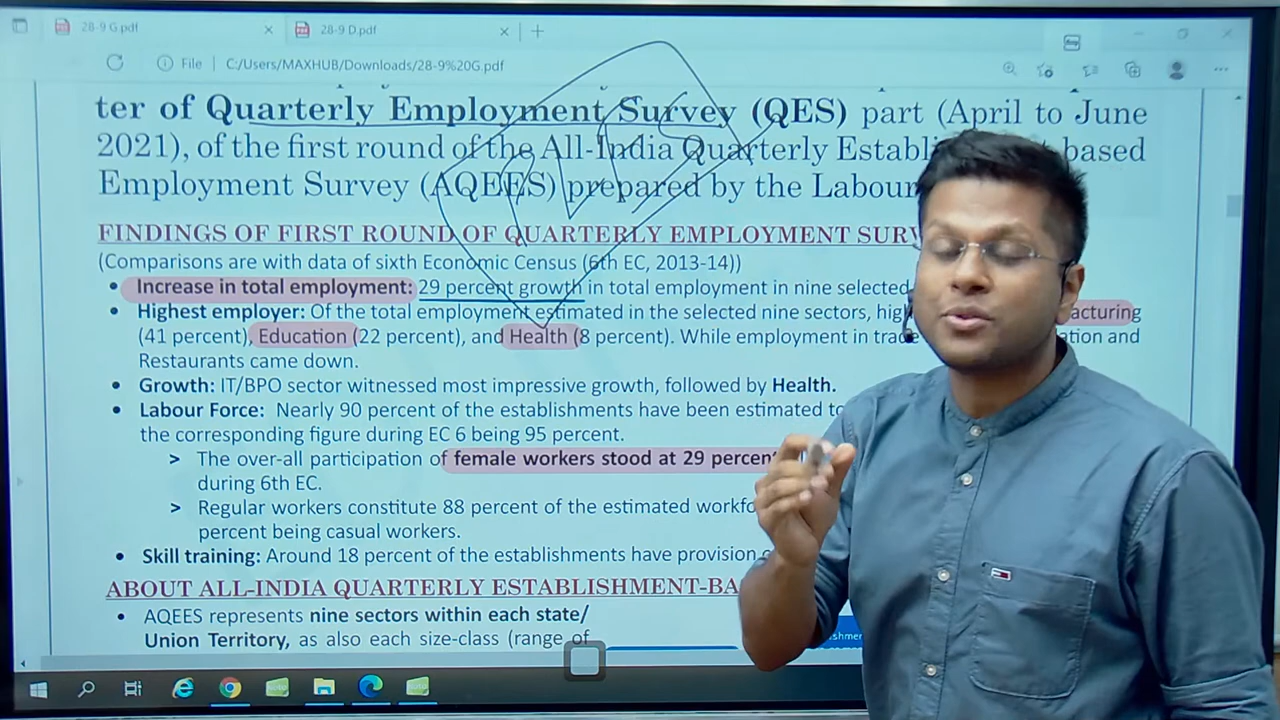 28-9 G.pdf
28-9 D.pdf
File C:/Users/MAXHUB/Downloads/28-9%20G.pdf
ter of Quarterly Employment Survey (QES) part (April to June
2021), of the first round of the All-India Quarterly Establi based
Employment Survey (AQEES) prepared by the Labour
FINDINGS OF FIRST ROUND OF QUARTERLY EMPLOYMENT SURV
(Comparisons are with data of sixth Economic Census (6th EC, 2013-14))
• Increase in total employment: 29 percent growth in total employment in nine selected
• Highest employer: Of the total employment estimated in the selected nine sectors, hig acturing
(41 percent), Education (22 percent), and Health (8 percent). While employment in trade tion and
Restaurants came down.
• Growth: IT/BPO sector witnessed most impressive growth, followed by Health.
• Labour Force: Nearly 90 percent of the establishments have been estimated to
the corresponding figure during EC 6 being 95 percent.
> The over-all participation of female workers stood at 29 percent
during 6th EC.
> Regular workers constitute 88 percent of the estimated workfo
percent being casual workers.
• Skill training: Around 18 percent of the establishments have provision
ABOUT ALL-INDIA QUARTERLY ESTABLISHMENT-BA
• AQEES represents nine sectors within each state/
Union Territory, as also each size-class (range of